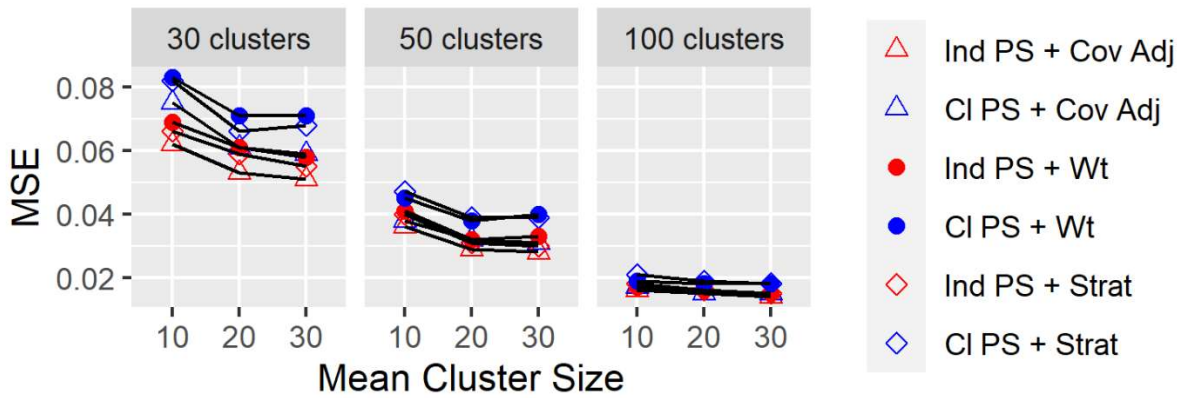 30 clusters
50 clusters
100 clusters
MSE
0.08
0.06
0.04
0.02
10 20 30
10 20 30
10 20 30
Mean Cluster Size
Ind PS + Cov Adj
Cl PS + Cov Adj
Ind PS + Wt
Cl PS + Wt
Ind PS + Strat
Cl PS + Strat